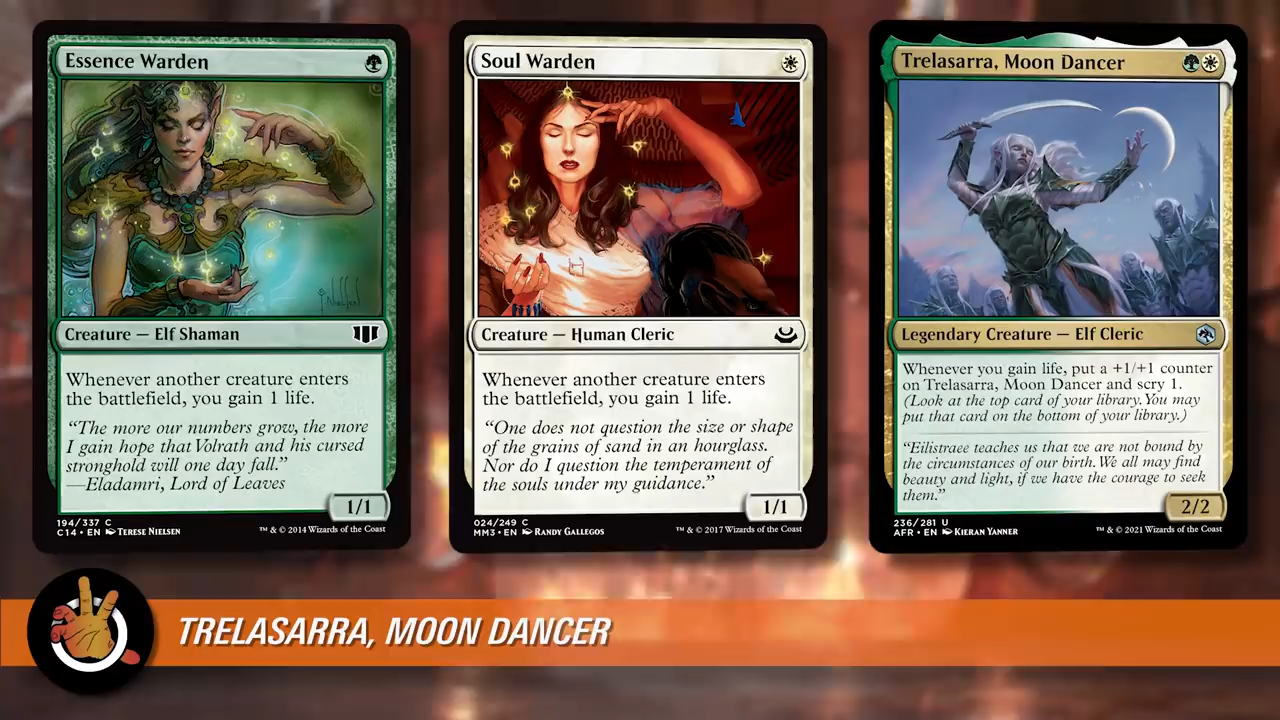 Essence Warden
Creature — Elf Shaman
Whenever another creature enters
the battlefield, you gain 1 life.
“The more our numbers grow, the more
I gain hope that Volrath and his cursed
stronghold will one day fall.”
—Eladamri, Lord of Leaves
1/1
194/337 C
C14 • EN TERESE NIELSEN
™ & © 2014 Wizards of the Coast
Soul Warden
Creature — Human Cleric
Whenever another creature enters
the battlefield, you gain 1 life.
“One does not question the size or shape
of the grains of sand in an hourglass.
Nor do I question the temperament of
the souls under my guidance.”
1/1
024/249 C
MM3 • EN RANDY GALLEGOS
™ & © 2017 Wizards of the Coast
Trelasarra, Moon Dancer
Legendary Creature — Elf Cleric
Whenever you gain life, put a +1/+1 counter
on Trelasarra, Moon Dancer and scry 1.
(Look at the top card of your library. You may
put that card on the bottom of your library.)
“Eilistraee teaches us that we are not bound by
the circumstances of our birth. We all may find
beauty and light, if we have the courage to seek
them.”
2/2
236/281 U
AFR • EN KIERAN YANNER
™ & © 2021 Wizards of the Coast
TRELASARRA, MOON DANCER